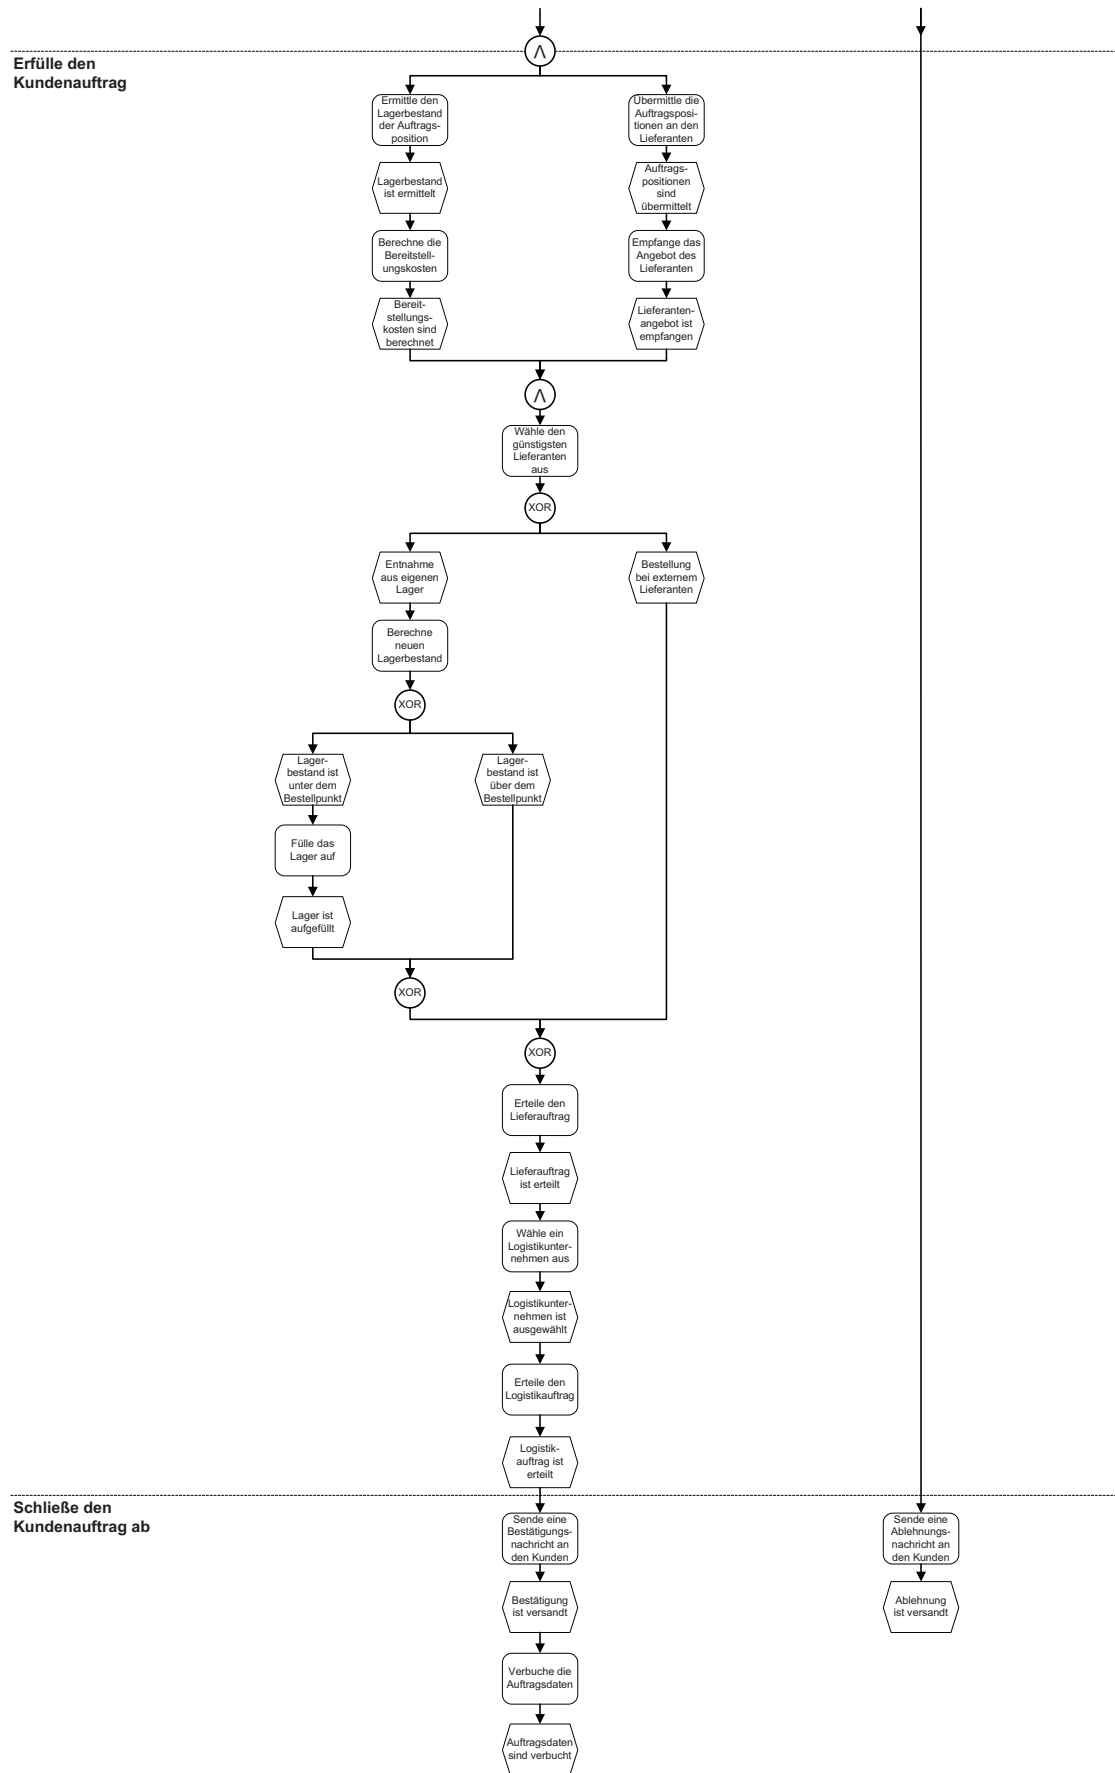 Λ
Erfülle den
Kundenauftrag
Ermittle den
Lagerbestand
der Auftrags-
position
Übermittle die
Auftragsposi-
tionen an den
Lieferanten
Lagerbestand
ist ermittelt
Auftrags-
positionen
sind
übermittelt
Berechne die
Bereitstell-
ungskosten
Empfange das
Angebot des
Lieferanten
Bereit-
stellungs-
kosten sind
berechnet
Lieferanten-
angebot ist
empfangen
Λ
Wähle den
günstigsten
Lieferanten
aus
XOR
Entnahme
aus eigenen
Lager
Bestellung
bei externem
Lieferanten
Berechne
neuen
Lagerbestand
XOR
Lager-
bestand ist
unter dem
Bestellpunkt
Lager-
bestand ist
über dem
Bestellpunkt
Fülle das
Lager auf
Lager ist
aufgefüllt
XOR
XOR
Erteile den
Lieferauftrag
Lieferauftrag
ist erteilt
Wähle ein
Logistikunter-
nehmen aus
Logistikunter-
nehmen ist
ausgewählt
Erteile den
Logistikauftrag
Logistik-
auftrag ist
erteilt
Schließe den
Kundenauftrag ab
Sende eine
Bestätigungs-
nachricht an
den Kunden
Sende eine
Ablehnungs-
nachricht an
den Kunden
Bestätigung
ist versandt
Ablehnung
ist versandt
Verbuche die
Auftragsdaten
Auftragsdaten
sind verbucht